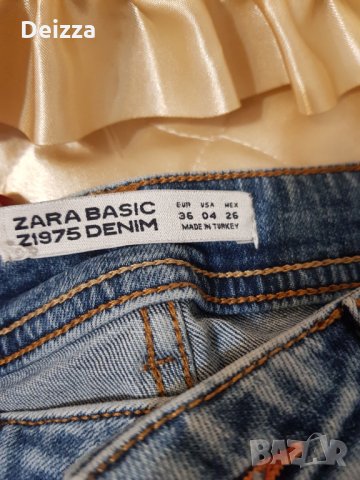 Deizza
ZARA BASIC
Z1975 DENIM
EUR USA MEX
36 04 26
MADE IN TURKEY
BAZAR